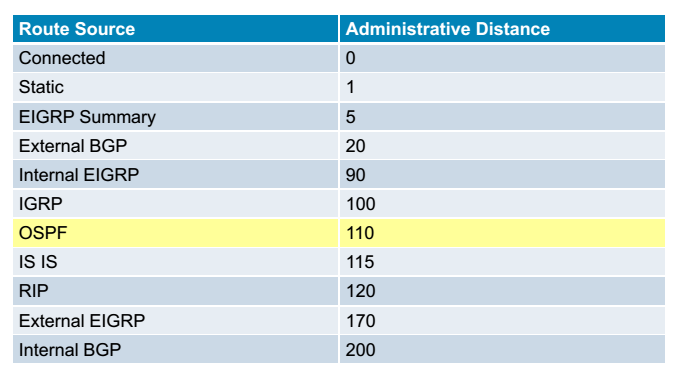 Route Source Administrative Distance
Connected 0
Static 1
EIGRP Summary 5
External BGP 20
Internal EIGRP 90
IGRP 100
OSPF 110
IS IS 115
RIP 120
External EIGRP 170
Internal BGP 200